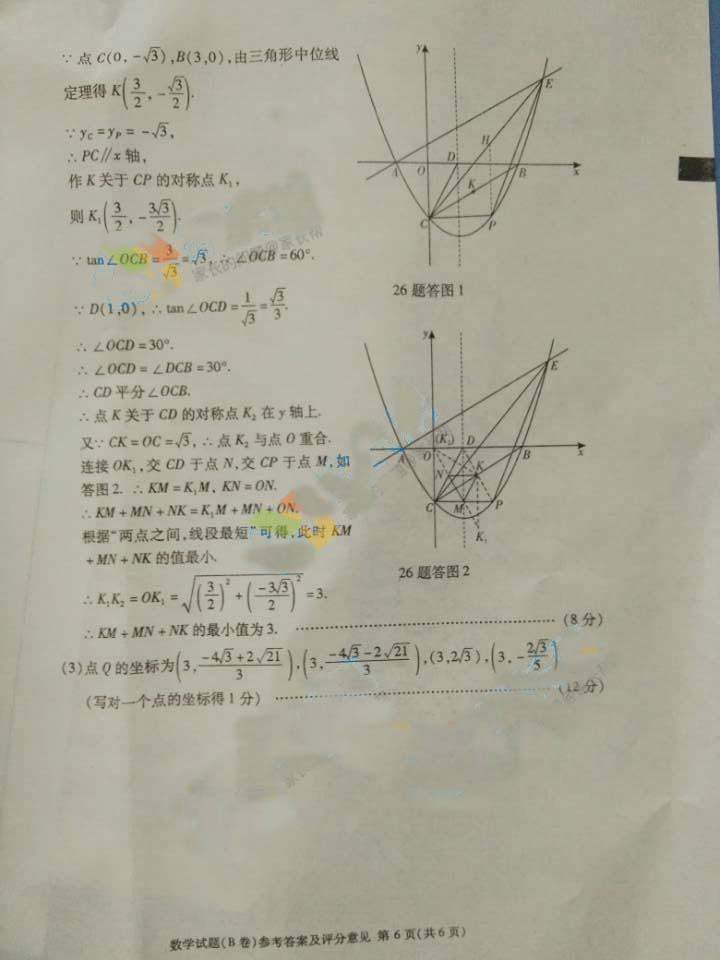 ∵ 点 C(0, -√3), B(3,0), 由三角形中位线
定理得 K(3/2, -√3/2).
∵ y_C = y_P = -√3,
∴ PC∥x 轴,
作 K 关于 CP 的对称点 K₁,
则 K₁(3/2, -3√3/2).
∵ tan∠OCB = 3/√3 = √3, ∴ ∠OCB = 60°.
∵ D(1,0), ∴ tan∠OCD = 1/√3 = √3/3.
∴ ∠OCD = 30°.
∴ ∠OCD = ∠DCB = 30°.
∴ CD 平分∠OCB.
∴ 点 K 关于 CD 的对称点 K₂ 在 y 轴上.
又∵ CK = OC = √3, ∴ 点 K₂ 与点 O 重合.
连接 OK₁, 交 CD 于点 N, 交 CP 于点 M, 如
答图 2. ∴ KM = K₁M, KN = ON.
∴ KM + MN + NK = K₁M + MN + ON.
根据“两点之间,线段最短”可得,此时 KM
+ MN + NK 的值最小.
∴ K₁K₂ = OK₁ = √((3/2)² + (-3√3/2)²) = 3.
∴ KM + MN + NK 的最小值为 3. ……………… (8 分)
(3) 点 Q 的坐标为 (3, (-4√3+2√21)/3), (3, (-4√3-2√21)/3), (3, 2√3), (3, -2√3/5)
(写对一个点的坐标得 1 分) ……………… (12 分)
y
E
H
A
O
D
B
x
K
C
P
26 题答图 1
y
E
(K₂)
D
A
O
B
x
N
K
C
M
P
K₁
26 题答图 2
家长的
@家长帮
数学试题(B 卷)参考答案及评分意见 第 6 页(共 6 页)